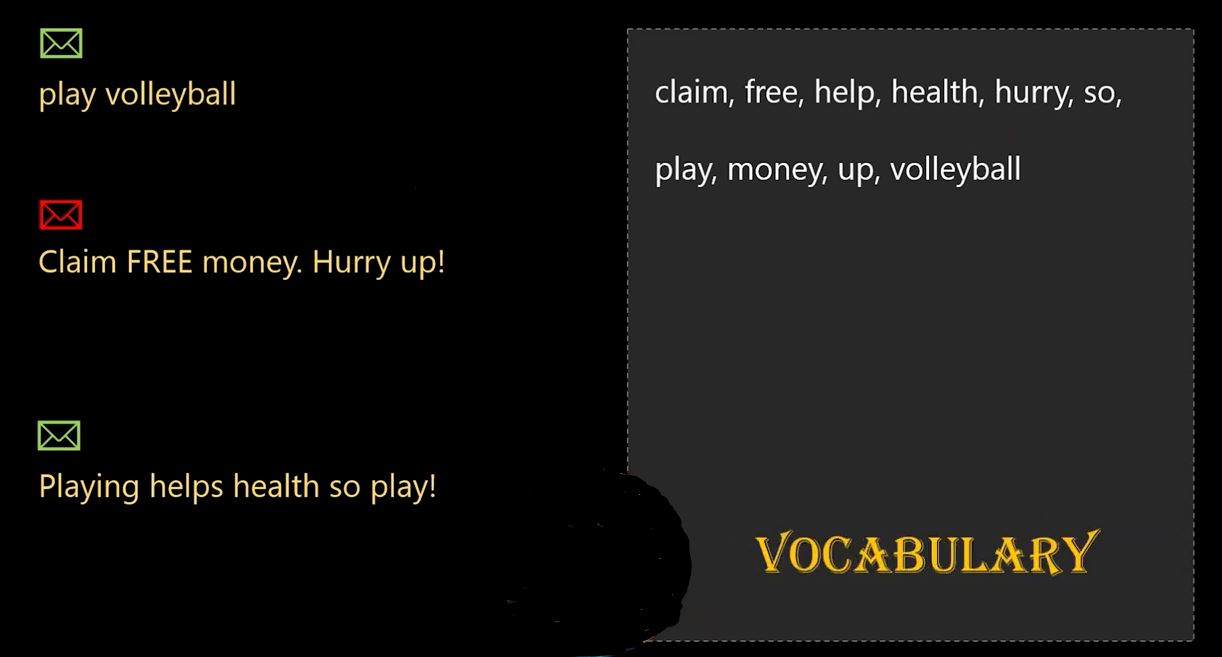 play volleyball
Claim FREE money. Hurry up!
Playing helps health so play!
claim, free, help, health, hurry, so,
play, money, up, volleyball
VOCABULARY